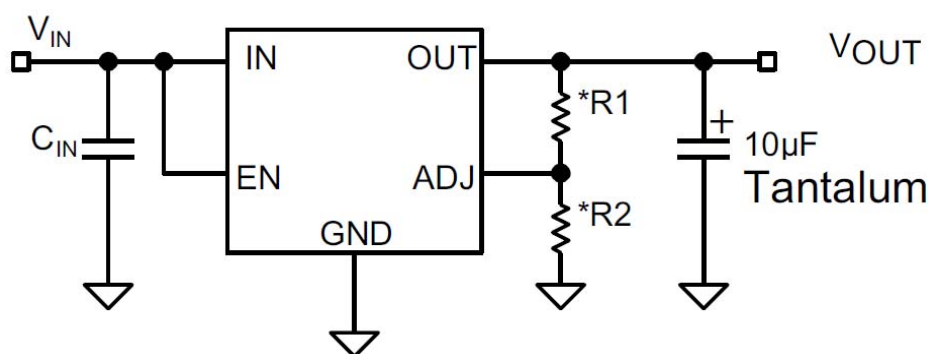 VIN
VOUT
IN
OUT
*R1
CIN
+
10µF
EN
ADJ
Tantalum
*R2
GND